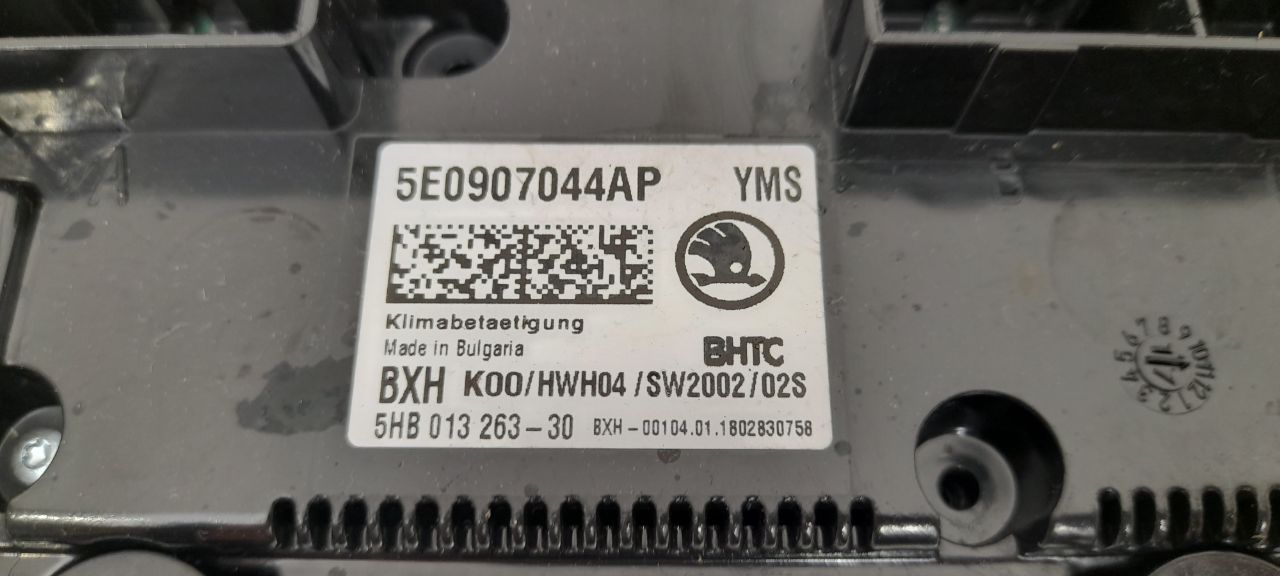 5E0907044AP YMS
Klimabetaetigung
Made in Bulgaria
BHTC
BXH K00/HWH04/SW2002/02S
5HB 013 263-30 BXH-00104.01.1802830758